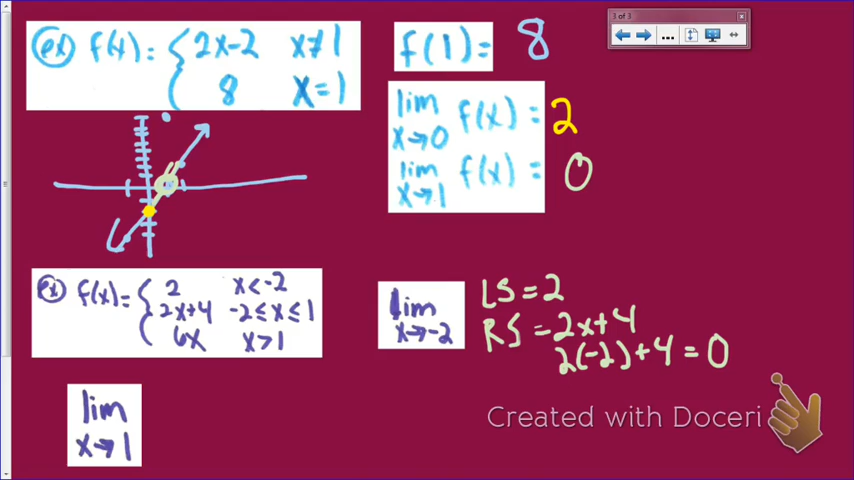 3 of 3
ex f(x) = { 2x-2 x≠1
8 x=1
f(1) = 8
lim f(x) = 2
x→0
lim f(x) = 0
x→1
ex f(x) = { 2 x<-2
2x+4 -2≤x≤1
6x x>1
lim
x→-2
LS = 2
RS = 2x+4
2(-2)+4 = 0
lim
x→1
Created with Doceri